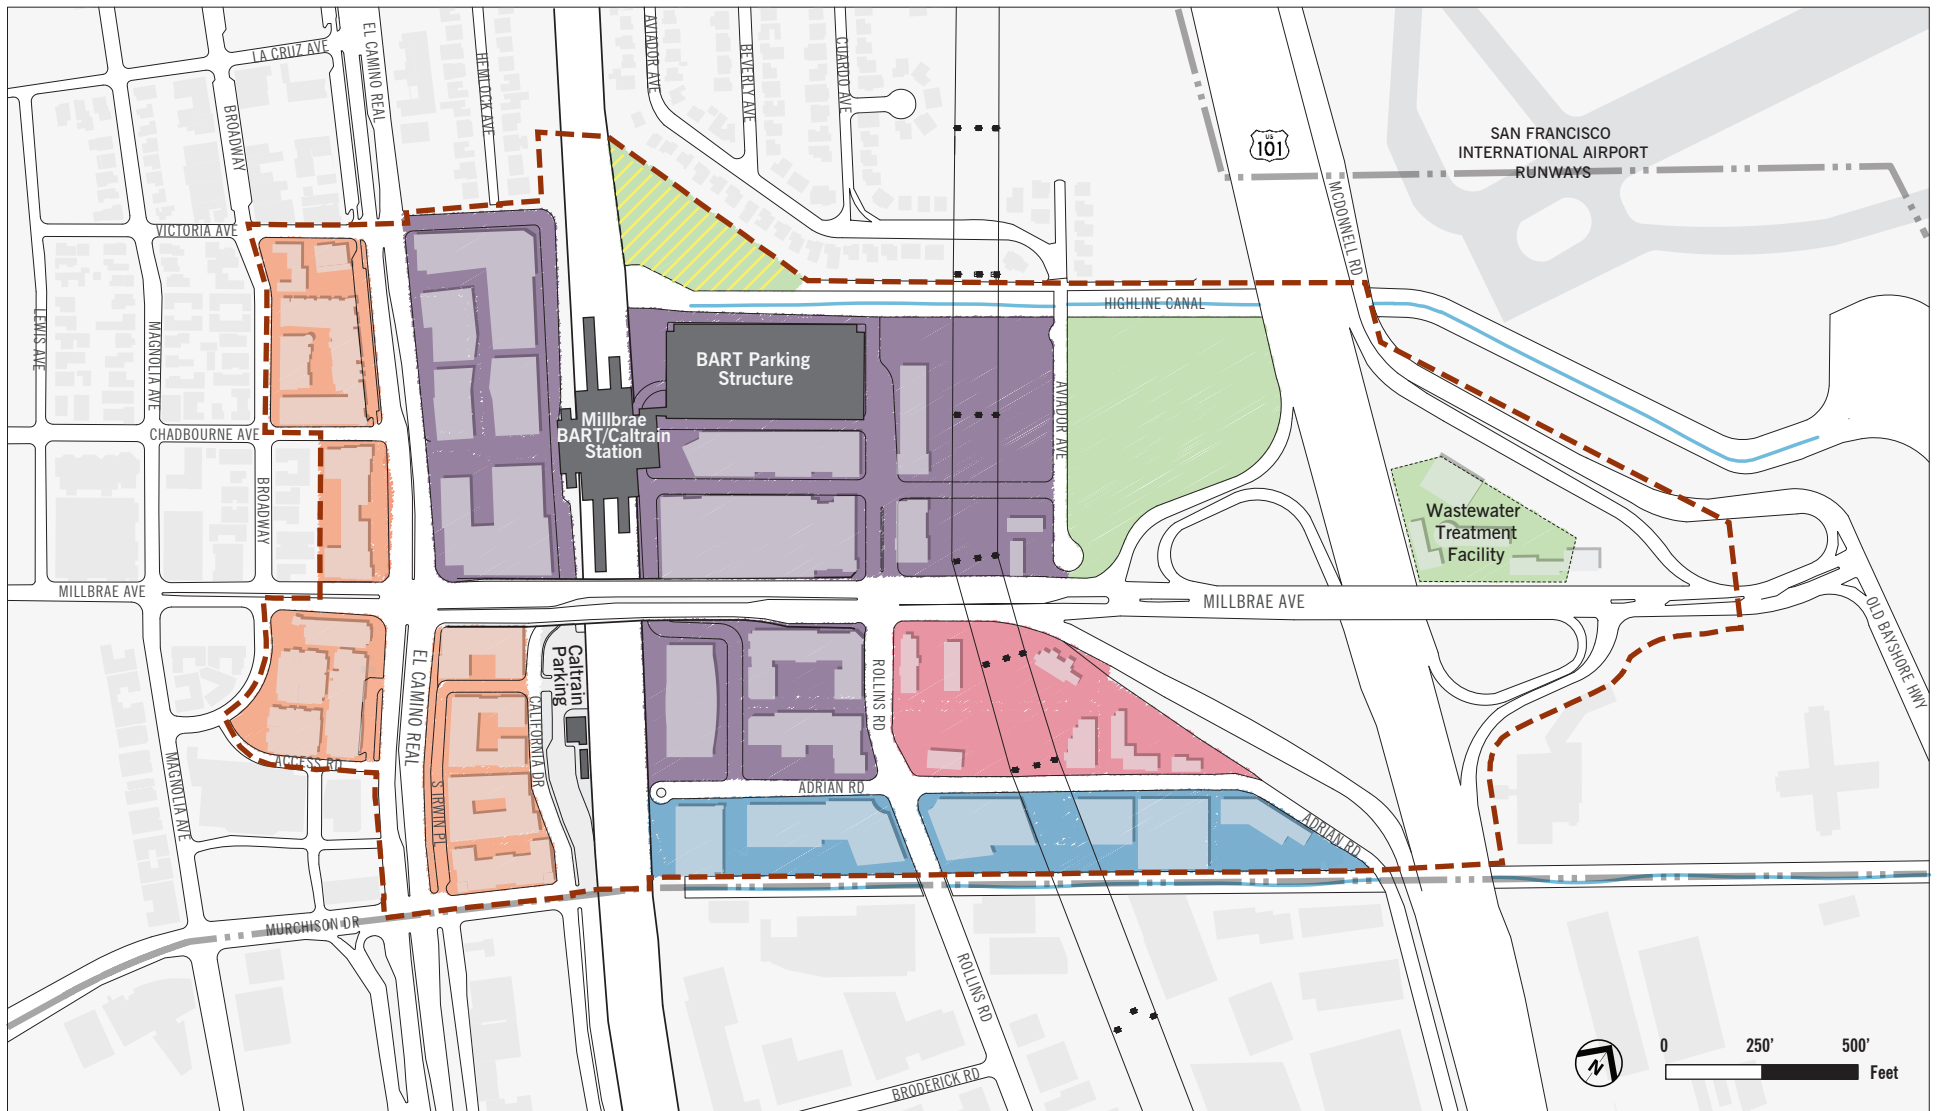 LA CRUZ AVE
EL CAMINO REAL
HEMLOCK AVE
AVIADOR AVE
BEVERLY AVE
CUARDO AVE
BROADWAY
US
101
SAN FRANCISCO
INTERNATIONAL AIRPORT
RUNWAYS
MCDONNELL RD
VICTORIA AVE
HIGHLINE CANAL
LEWIS AVE
MAGNOLIA AVE
BART Parking
Structure
AVIADOR AVE
Millbrae
BART/Caltrain
Station
CHADBOURNE AVE
BROADWAY
Wastewater
Treatment
Facility
MILLBRAE AVE
MILLBRAE AVE
OLD BAYSHORE HWY
EL CAMINO REAL
Caltrain
Parking
CALIFORNIA DR
ROLLINS RD
MAGNOLIA AVE
ACCESS RD
S IRWIN PL
ADRIAN RD
ADRIAN RD
MURCHISON DR
ROLLINS RD
BRODERICK RD
N
0
250'
500'
Feet